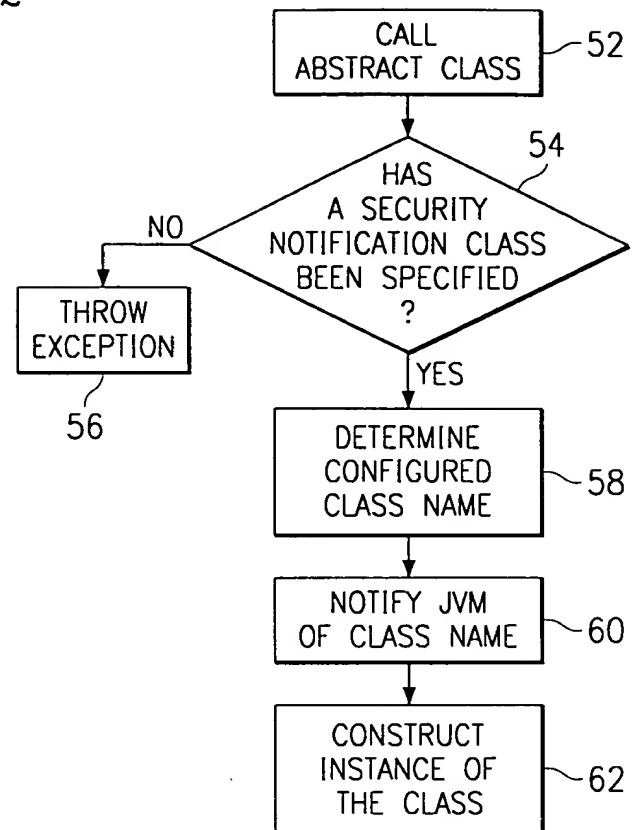 CALL
ABSTRACT CLASS
52
54
HAS
A SECURITY
NOTIFICATION CLASS
BEEN SPECIFIED
?
NO
THROW
EXCEPTION
56
YES
DETERMINE
CONFIGURED
CLASS NAME
58
NOTIFY JVM
OF CLASS NAME
60
CONSTRUCT
INSTANCE OF
THE CLASS
62